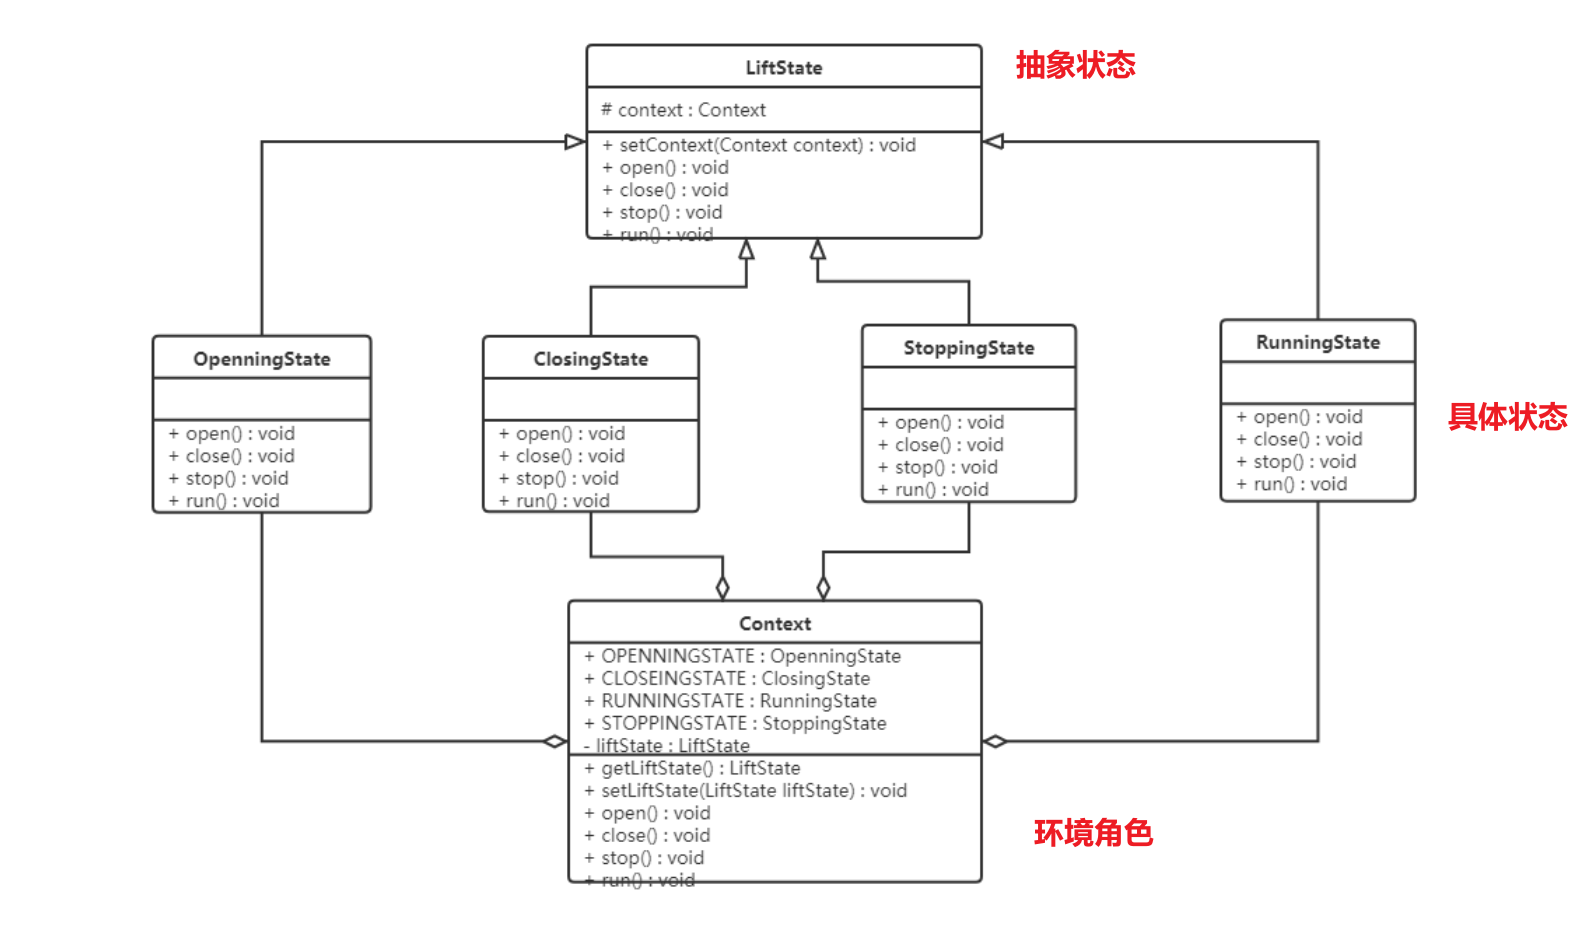 LiftState
抽象状态
# context : Context
+ setContext(Context context) : void
+ open() : void
+ close() : void
+ stop() : void
+ run() : void
OpenningState
+ open() : void
+ close() : void
+ stop() : void
+ run() : void
ClosingState
+ open() : void
+ close() : void
+ stop() : void
+ run() : void
StoppingState
+ open() : void
+ close() : void
+ stop() : void
+ run() : void
RunningState
+ open() : void
+ close() : void
+ stop() : void
+ run() : void
具体状态
Context
+ OPENNINGSTATE : OpenningState
+ CLOSEINGSTATE : ClosingState
+ RUNNINGSTATE : RunningState
+ STOPPINGSTATE : StoppingState
- liftState : LiftState
+ getLiftState() : LiftState
+ setLiftState(LiftState liftState) : void
+ open() : void
+ close() : void
+ stop() : void
+ run() : void
环境角色